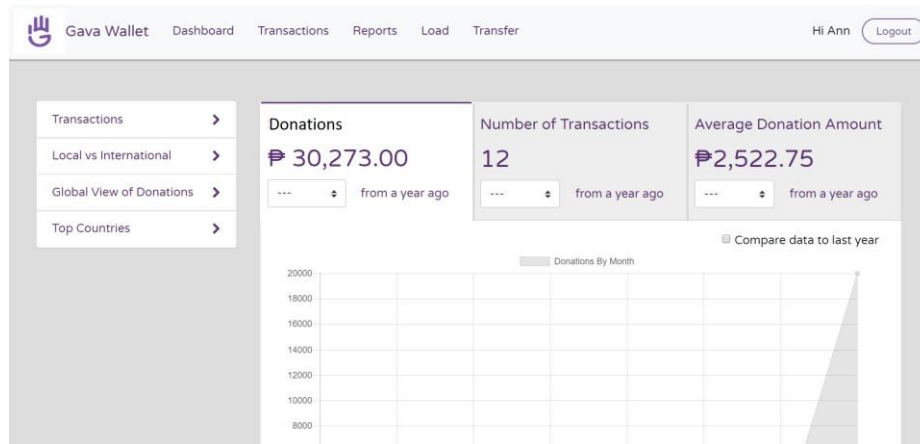 Gava Wallet Dashboard Transactions Reports Load Transfer Hi Ann Logout
Transactions
Local vs International
Global View of Donations
Top Countries
Donations
₱ 30,273.00
--- from a year ago
Number of Transactions
12
--- from a year ago
Average Donation Amount
₱2,522.75
--- from a year ago
Compare data to last year
Donations By Month
20000
18000
16000
14000
12000
10000
8000